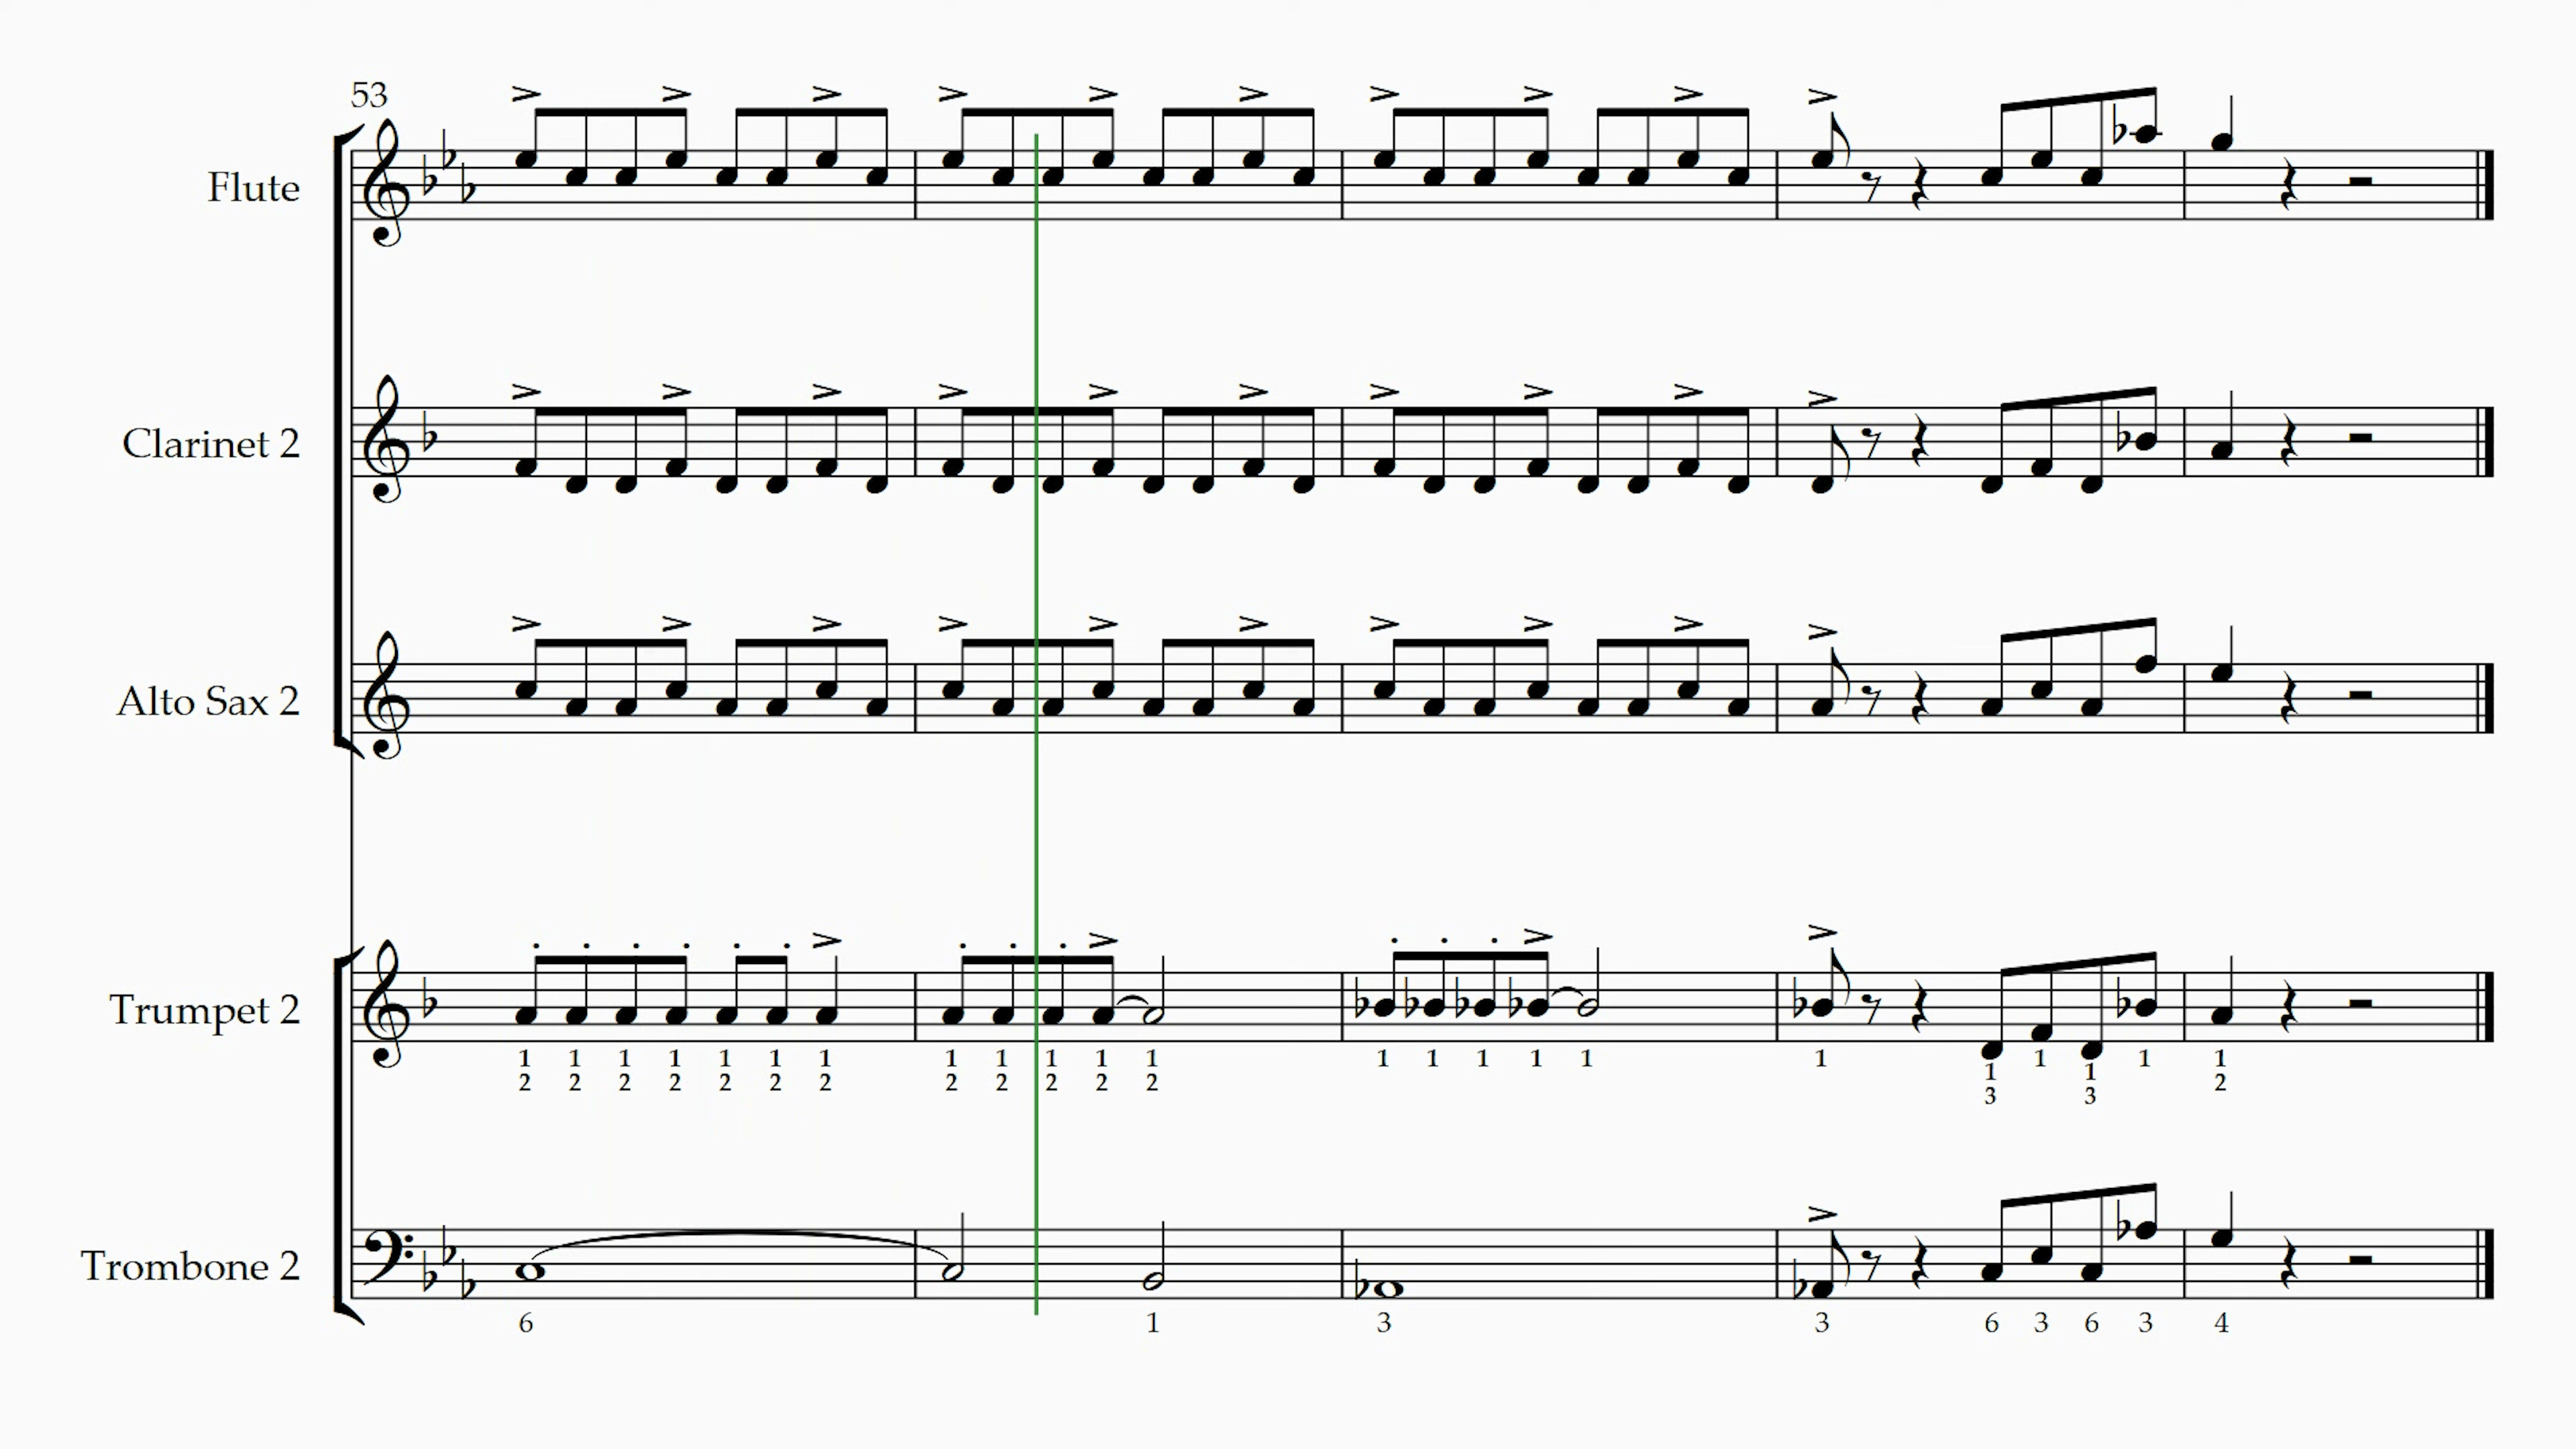 53
Flute
Clarinet 2
Alto Sax 2
Trumpet 2
1 1 1 1 1 1 1 1 1 1 1 1 1 1 1 1 1 1 1 1 1 1 1
2 2 2 2 2 2 2 2 2 2 2 2 3 3 2
Trombone 2
6 1 3 3 6 3 6 3 4